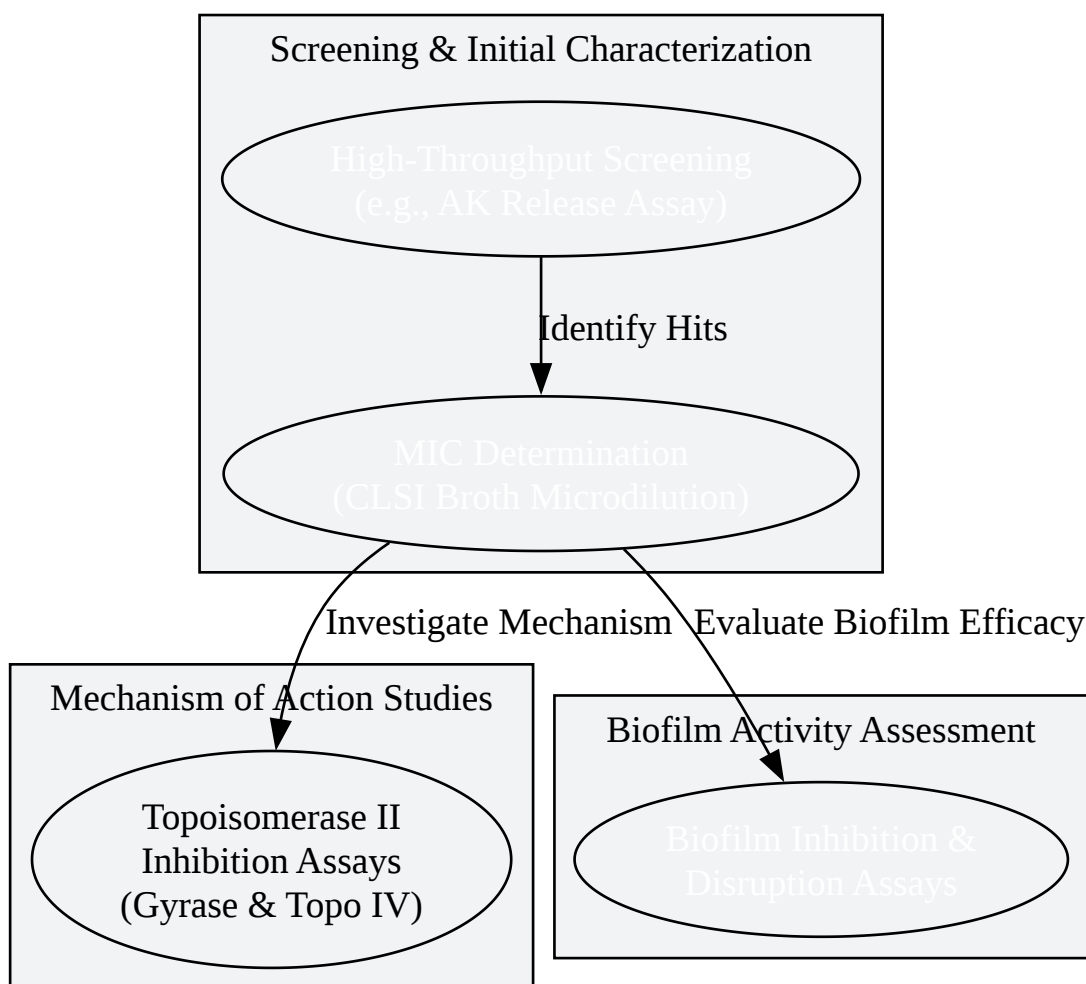 Screening & Initial Characterization
High-Throughput Screening
(e.g., AK Release Assay)
Identify Hits
MIC Determination
(CLSI Broth Microdilution)
Investigate Mechanism
Evaluate Biofilm Efficacy
Mechanism of Action Studies
Topoisomerase II
Inhibition Assays
(Gyrase & Topo IV)
Biofilm Activity Assessment
Biofilm Inhibition &
Disruption Assays